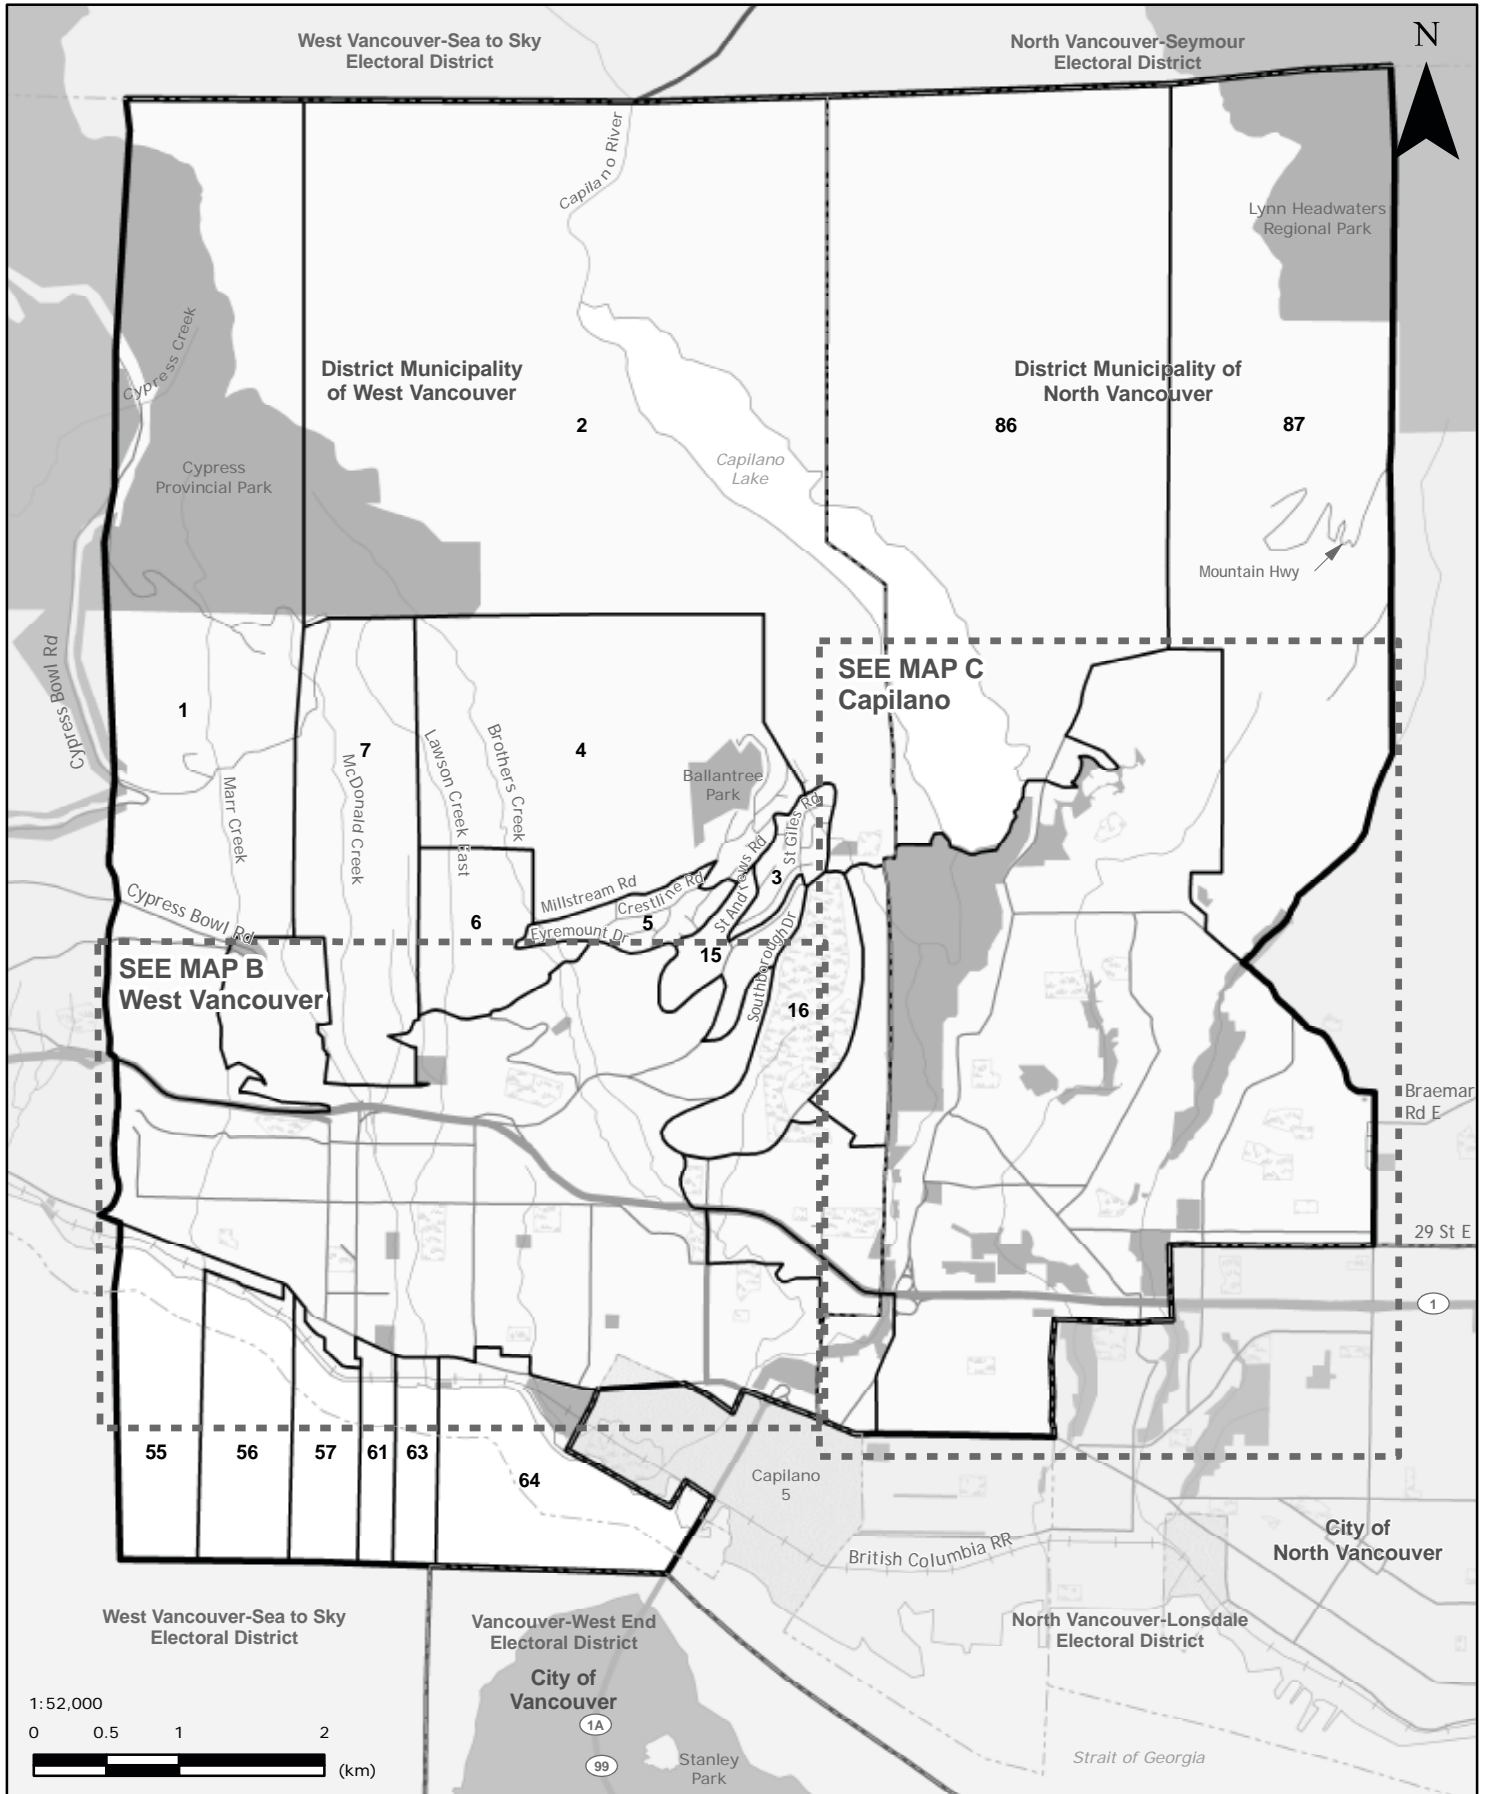 West Vancouver-Sea to Sky
Electoral District
North Vancouver-Seymour
Electoral District
N
Capilano River
Lynn Headwaters
Regional Park
Cypress Creek
District Municipality
of West Vancouver
District Municipality of
North Vancouver
2
86
87
Cypress
Provincial Park
Capilano
Lake
Mountain Hwy
Cypress Bowl Rd
SEE MAP C
Capilano
1
7
4
Marr Creek
McDonald Creek
Lawson Creek East
Brothers Creek
Ballantree
Park
St Giles Rd
Millstream Rd
Crestline Rd
St Andrews Rd
3
Cypress Bowl Rd
6
5
Eyremount Dr
15
Southborough Dr
SEE MAP B
West Vancouver
16
Braemar
Rd E
29 St E
1
55
56
57
61
63
64
Capilano
5
City of
North Vancouver
British Columbia RR
West Vancouver-Sea to Sky
Electoral District
Vancouver-West End
Electoral District
North Vancouver-Lonsdale
Electoral District
City of
Vancouver
1A
99
Stanley
Park
Strait of Georgia
1:52,000
0 0.5 1 2
(km)